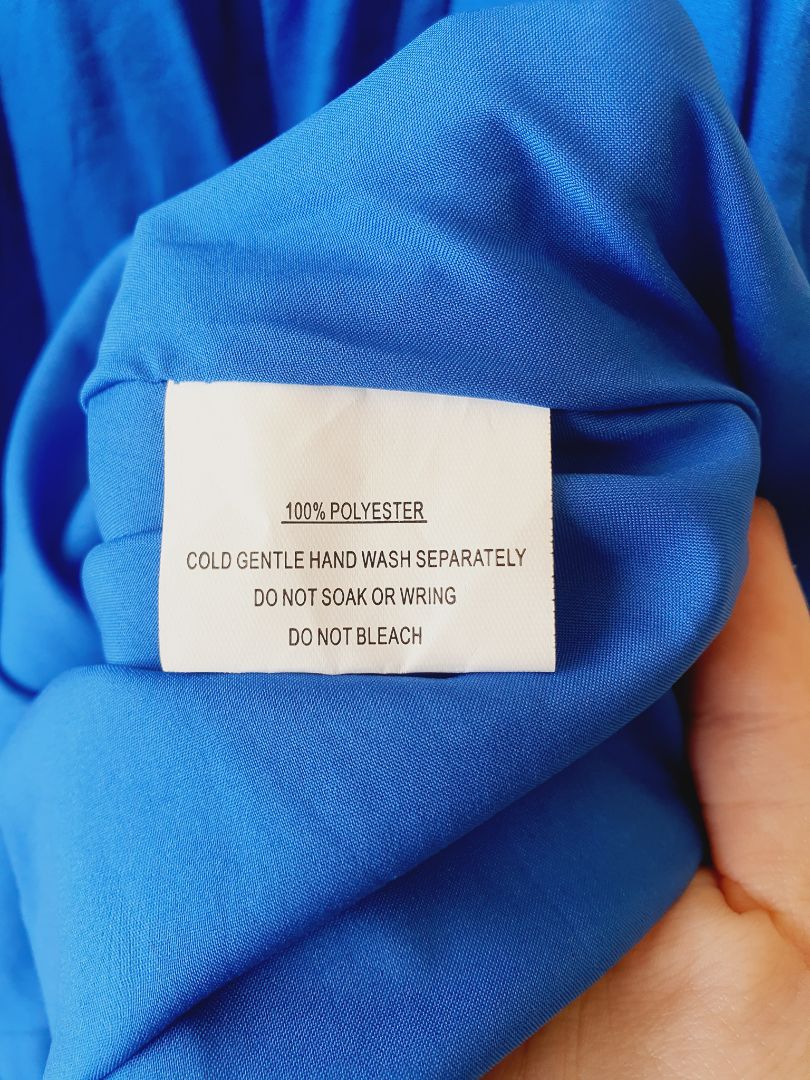 100% POLYESTER
COLD GENTLE HAND WASH SEPARATELY
DO NOT SOAK OR WRING
DO NOT BLEACH